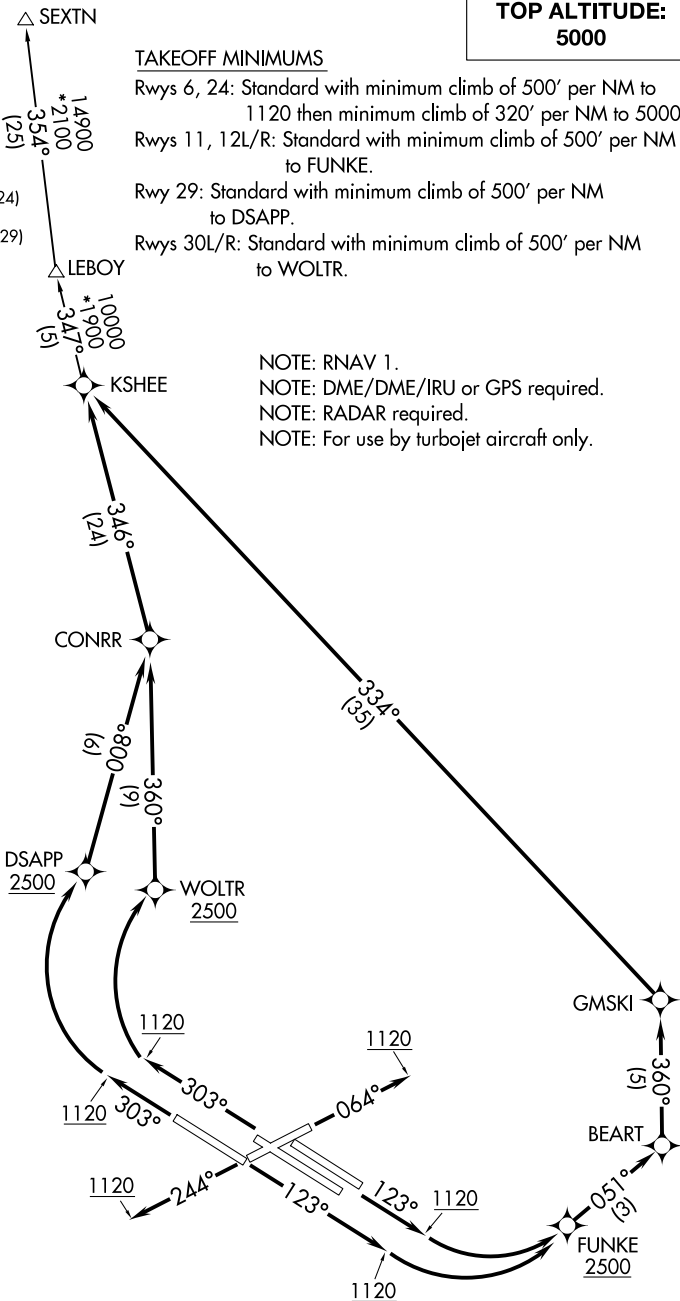 TOP ALTITUDE:
5000
SEXTN
TAKEOFF MINIMUMS
Rwys 6, 24: Standard with minimum climb of 500' per NM to
1120 then minimum climb of 320' per NM to 5000
Rwys 11, 12L/R: Standard with minimum climb of 500' per NM
to FUNKE.
Rwy 29: Standard with minimum climb of 500' per NM
to DSAPP.
Rwys 30L/R: Standard with minimum climb of 500' per NM
to WOLTR.
14900
*2100
354°
(25)
24)
29)
LEBOY
10000
*1900
347°
(5)
KSHEE
NOTE: RNAV 1.
NOTE: DME/DME/IRU or GPS required.
NOTE: RADAR required.
NOTE: For use by turbojet aircraft only.
346°
(24)
CONRR
334°
(35)
008°
(6)
360°
(9)
DSAPP
2500
WOLTR
2500
GMSKI
360°
(5)
BEART
1120
1120
1120
303°
303°
064°
1120
244°
123°
123°
1120
051°
(3)
FUNKE
2500
1120